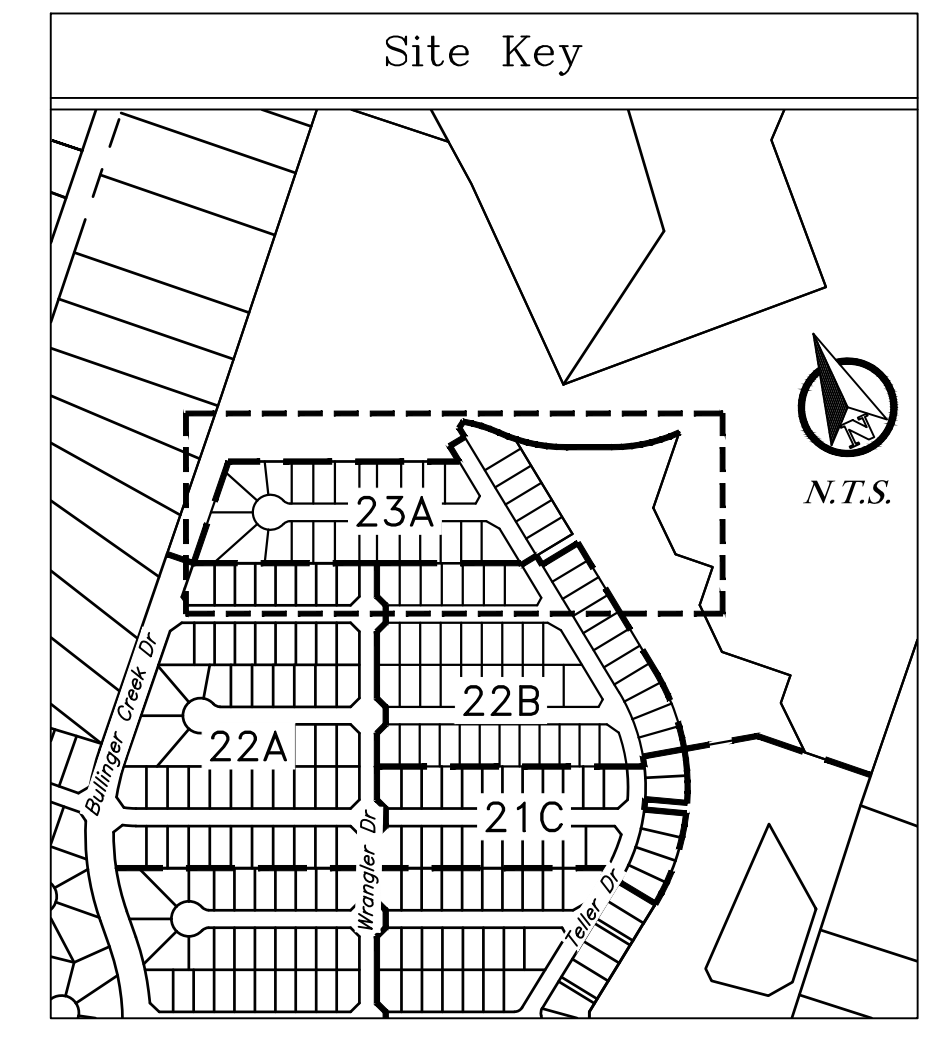 Site Key
N
N.T.S.
23A
22B
22A
21C
Bullinger Creek Dr
Wrangler Dr
Teller Dr